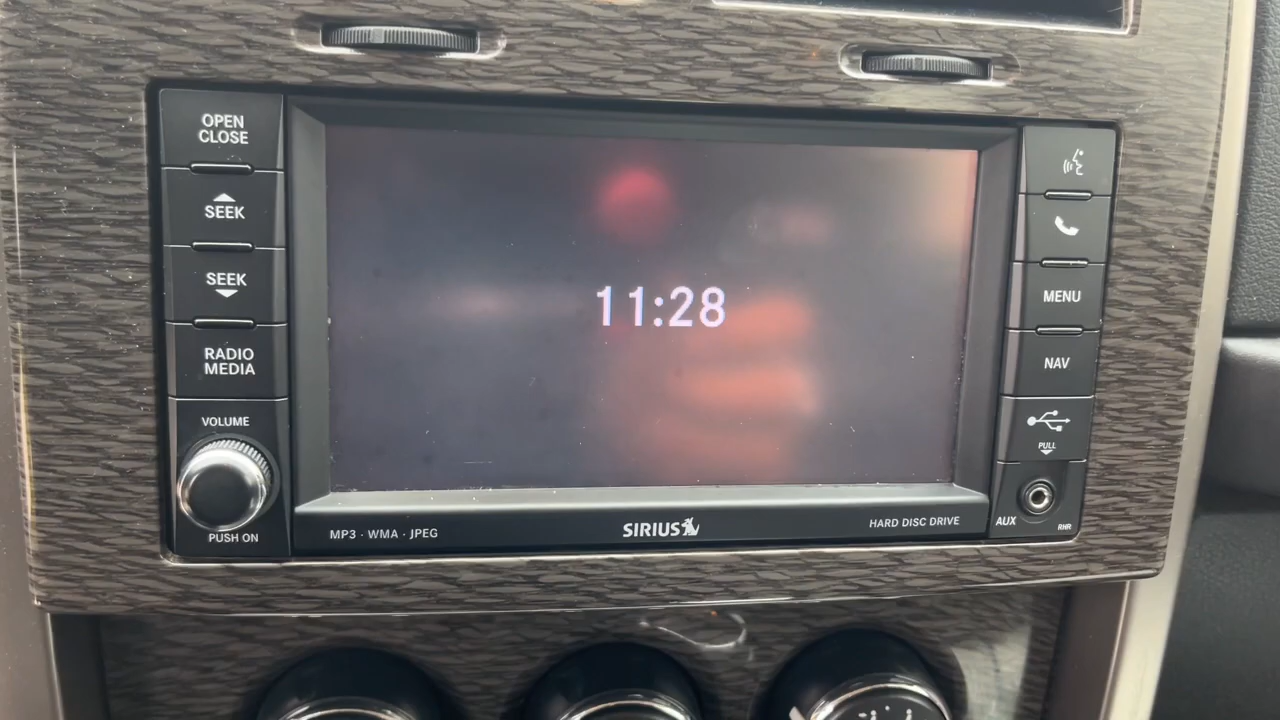 OPEN
CLOSE
SEEK
SEEK
RADIO
MEDIA
VOLUME
PUSH ON
11:28
MP3 · WMA · JPEG
SIRIUS
HARD DISC DRIVE
MENU
NAV
PULL
AUX
RHR